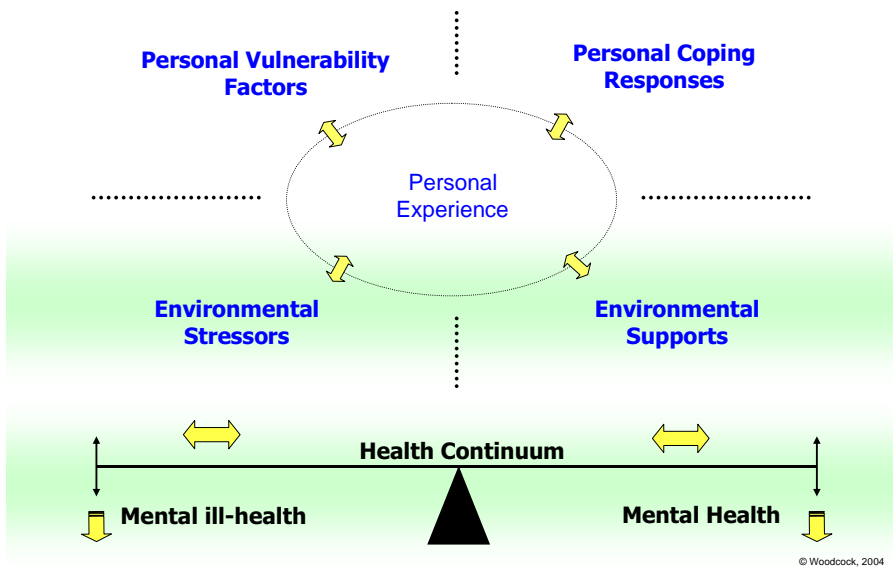 Personal Vulnerability
Factors
Personal Coping
Responses
Personal
Experience
Environmental
Stressors
Environmental
Supports
Health Continuum
Mental ill-health
Mental Health
© Woodcock, 2004